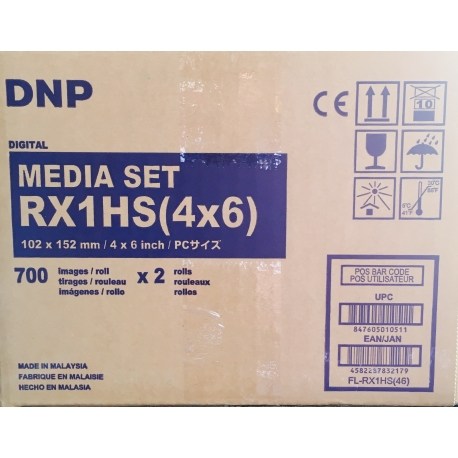 DNP
DIGITAL
MEDIA SET
RX1HS(4x6)
102 x 152 mm / 4 x 6 inch / PCサイズ
700 images / roll x 2 rolls
tirages / rouleau rouleaux
imágenes / rollo rollos
MADE IN MALAYSIA
FABRIQUE EN MALAISIE
HECHO EN MALASIA
CE
10
POS BAR CODE
POS UTILISATEUR
UPC
847605010511
EAN/JAN
4582257832179
FL-RX1HS(46)